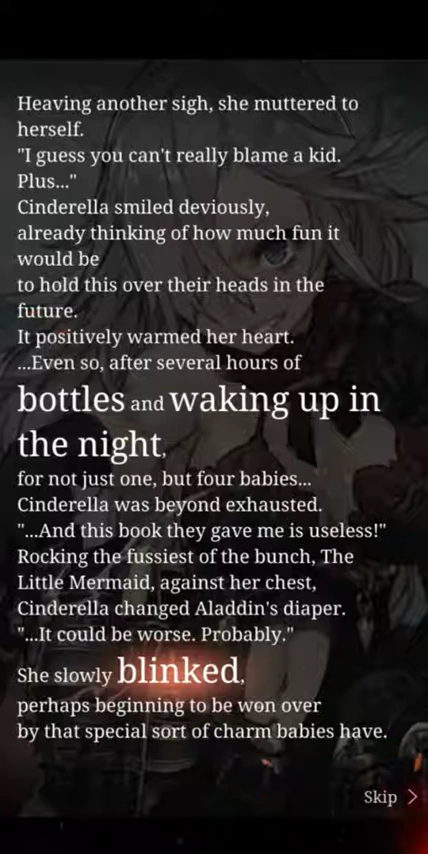 Heaving another sigh, she muttered to
herself.
"I guess you can't really blame a kid.
Plus..."
Cinderella smiled deviously,
already thinking of how much fun it
would be
to hold this over their heads in the
future.
It positively warmed her heart.
...Even so, after several hours of
bottles and waking up in
the night,
for not just one, but four babies...
Cinderella was beyond exhausted.
"...And this book they gave me is useless!"
Rocking the fussiest of the bunch, The
Little Mermaid, against her chest,
Cinderella changed Aladdin's diaper.
"...It could be worse. Probably."
She slowly blinked,
perhaps beginning to be won over
by that special sort of charm babies have.
Skip >